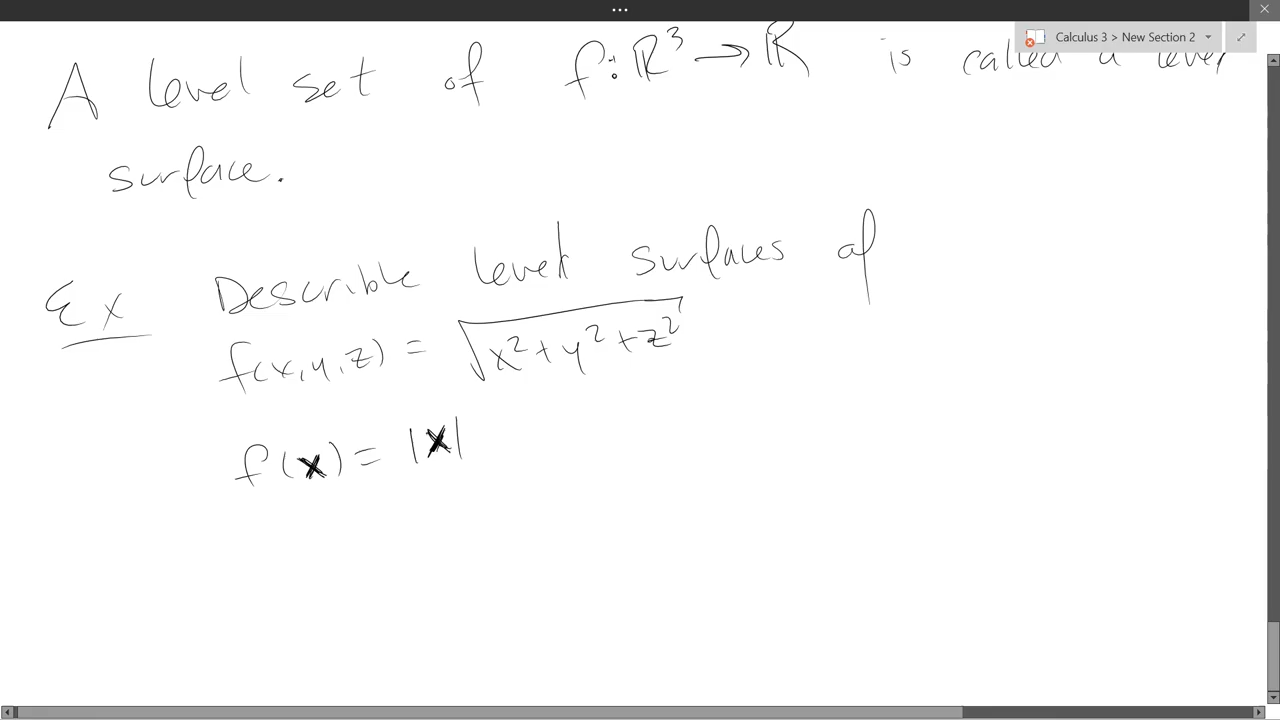 •••
Calculus 3 > New Section 2
A level set of f: ℝ³ → ℝ is called a level
surface.
Ex Describle level surfaces of
f(x,y,z) = √(x²+y²+z²)
f(𝐱) = |𝐱|